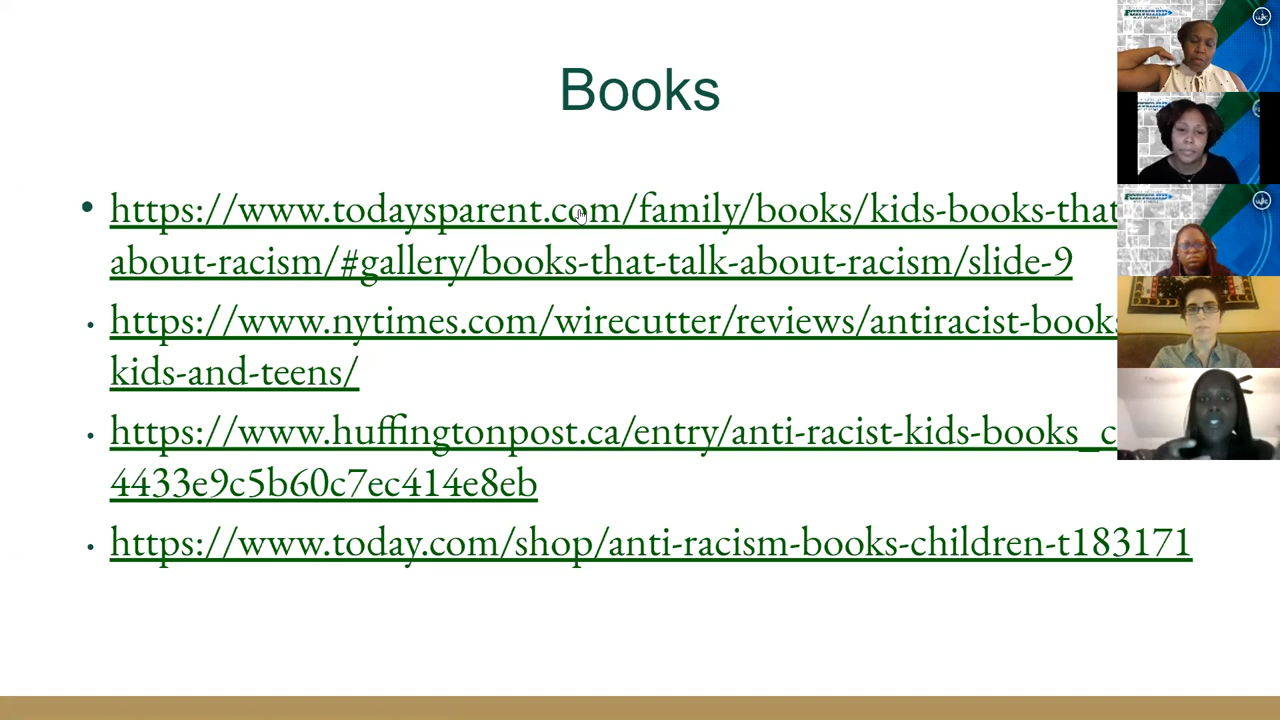 Books
https://www.todaysparent.com/family/books/kids-books-that
about-racism/#gallery/books-that-talk-about-racism/slide-9
https://www.nytimes.com/wirecutter/reviews/antiracist-books
kids-and-teens/
https://www.huffingtonpost.ca/entry/anti-racist-kids-books_c
4433e9c5b60c7ec414e8eb
https://www.today.com/shop/anti-racism-books-children-t183171
FORWARD